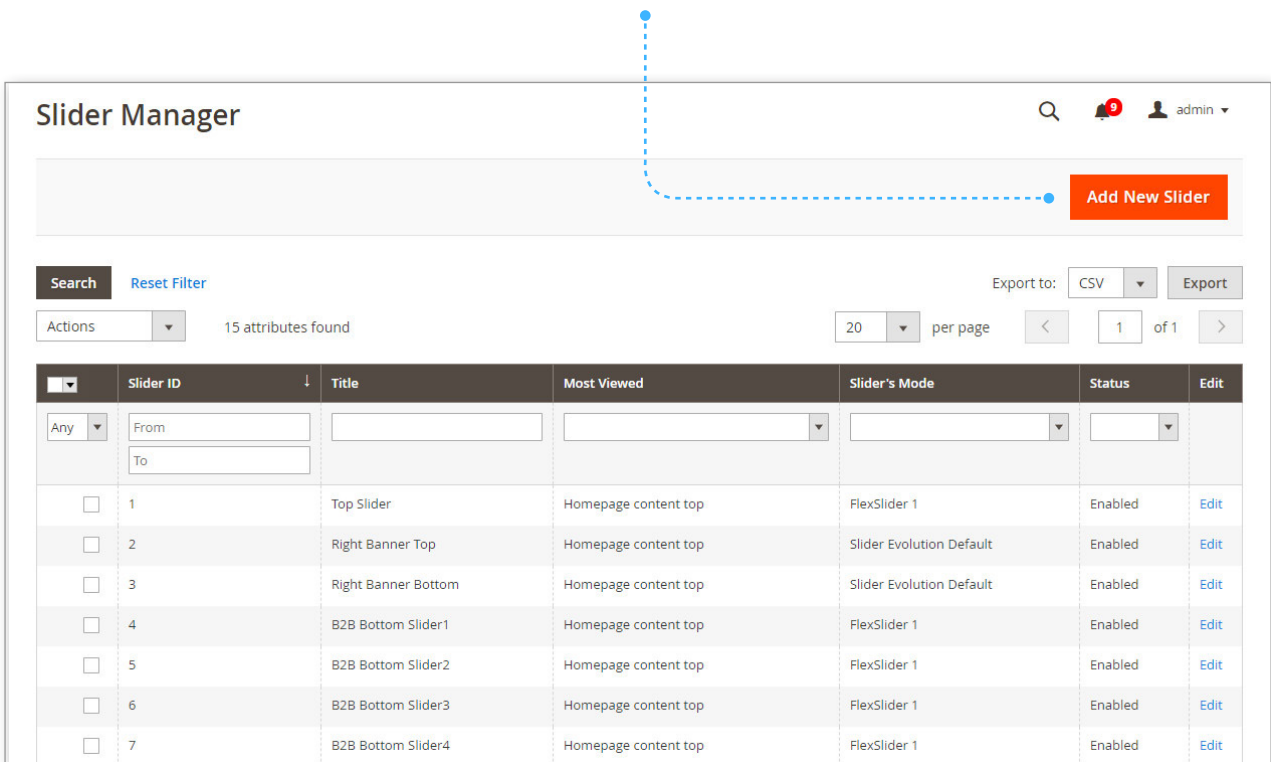 Slider Manager
9
admin
Add New Slider
Search Reset Filter Export to: CSV Export
Actions 15 attributes found 20 per page 1 of 1
Slider ID ↓ Title Most Viewed Slider's Mode Status Edit
Any From
To
1 Top Slider Homepage content top FlexSlider 1 Enabled Edit
2 Right Banner Top Homepage content top Slider Evolution Default Enabled Edit
3 Right Banner Bottom Homepage content top Slider Evolution Default Enabled Edit
4 B2B Bottom Slider1 Homepage content top FlexSlider 1 Enabled Edit
5 B2B Bottom Slider2 Homepage content top FlexSlider 1 Enabled Edit
6 B2B Bottom Slider3 Homepage content top FlexSlider 1 Enabled Edit
7 B2B Bottom Slider4 Homepage content top FlexSlider 1 Enabled Edit